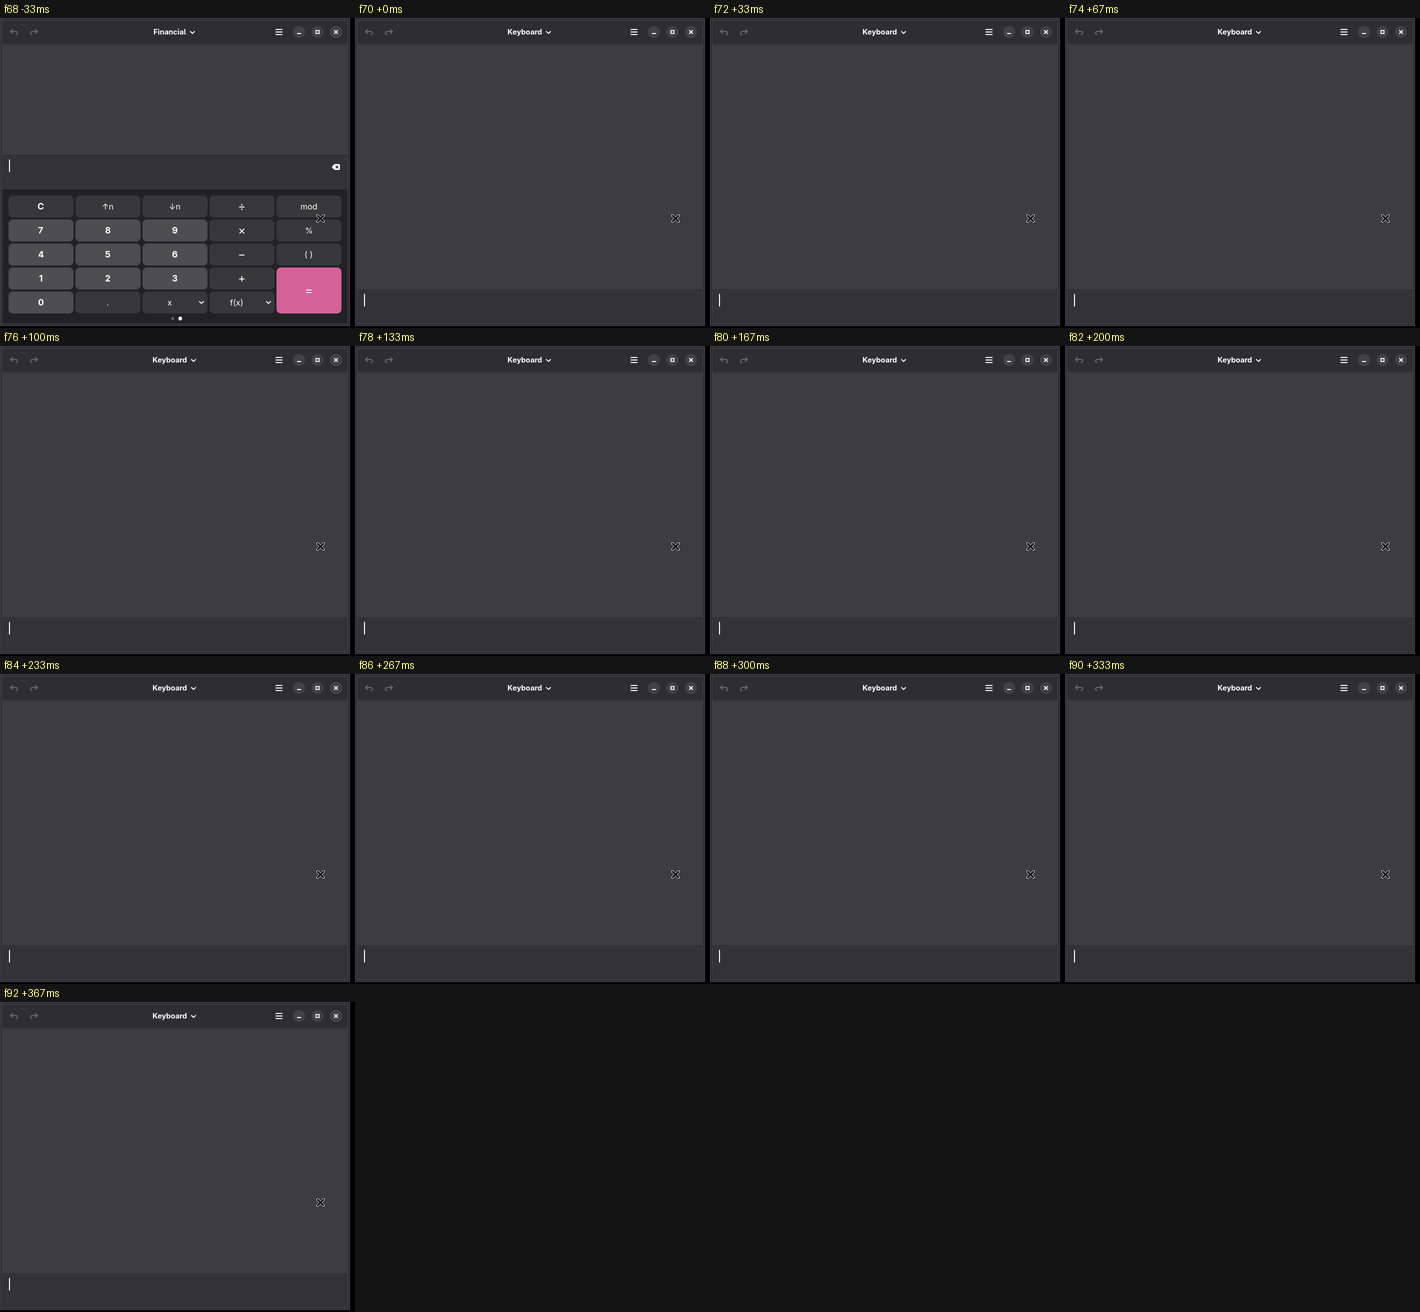 f68 -33ms
f70 +0ms
f72 +33ms
f74 +67ms
Financial
Keyboard
Keyboard
Keyboard
C ↑n ↓n ÷ mod
7 8 9 × %
4 5 6 − ( )
1 2 3 +
=
0 . x f(x)
f76 +100ms
f78 +133ms
f80 +167ms
f82 +200ms
Keyboard
Keyboard
Keyboard
Keyboard
f84 +233ms
f86 +267ms
f88 +300ms
f90 +333ms
Keyboard
Keyboard
Keyboard
Keyboard
f92 +367ms
Keyboard